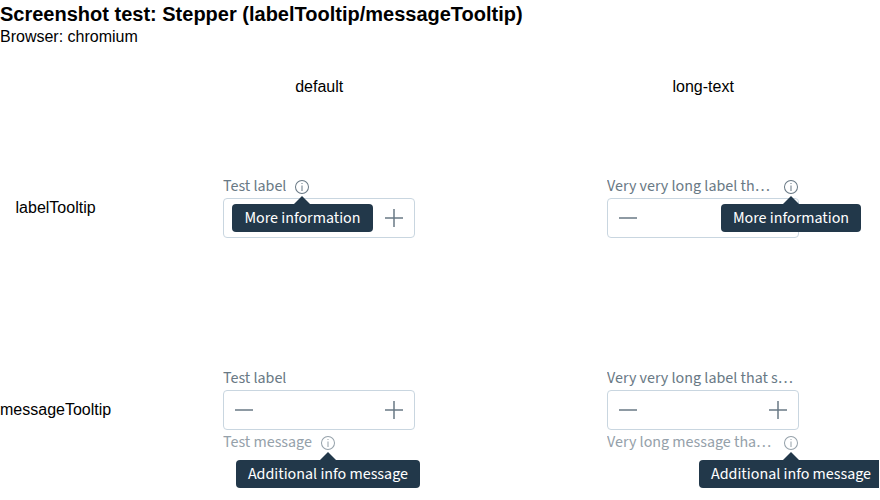 Screenshot test: Stepper (labelTooltip/messageTooltip)
Browser: chromium
default long-text
Test label Very very long label th…
labelTooltip More information More information
Test label Very very long label that s…
messageTooltip
Test message Very long message tha…
Additional info message Additional info message